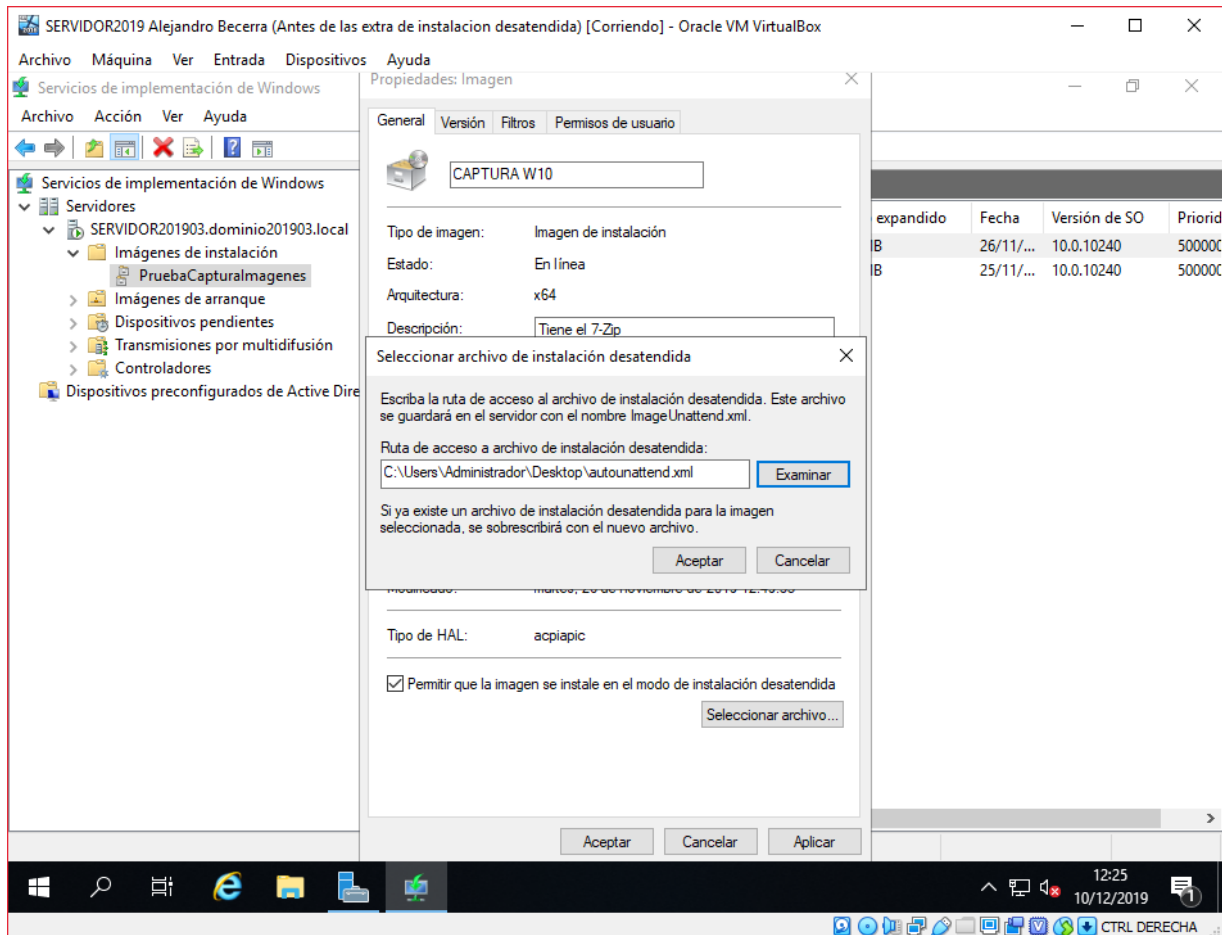 SERVIDOR2019 Alejandro Becerra (Antes de las extra de instalacion desatendida) [Corriendo] - Oracle VM VirtualBox
Archivo Máquina Ver Entrada Dispositivos Ayuda
Servicios de implementación de Windows
Archivo Acción Ver Ayuda
Servicios de implementación de Windows
Servidores
SERVIDOR201903.dominio201903.local
Imágenes de instalación
PruebaCapturaImagenes
Imágenes de arranque
Dispositivos pendientes
Transmisiones por multidifusión
Controladores
Dispositivos preconfigurados de Active Dire
Propiedades: Imagen
General Versión Filtros Permisos de usuario
CAPTURA W10
Tipo de imagen: Imagen de instalación
Estado: En línea
Arquitectura: x64
Descripción: Tiene el 7-Zip
Seleccionar archivo de instalación desatendida
Escriba la ruta de acceso al archivo de instalación desatendida. Este archivo
se guardará en el servidor con el nombre ImageUnattend.xml.
Ruta de acceso a archivo de instalación desatendida:
C:\Users\Administrador\Desktop\autounattend.xml Examinar
Si ya existe un archivo de instalación desatendida para la imagen
seleccionada, se sobrescribirá con el nuevo archivo.
Aceptar Cancelar
Tipo de HAL: acpiapic
Permitir que la imagen se instale en el modo de instalación desatendida
Seleccionar archivo...
Aceptar Cancelar Aplicar
expandido Fecha Versión de SO Priorid
IB 26/11/... 10.0.10240 500000
IB 25/11/... 10.0.10240 500000
12:25
10/12/2019
1
CTRL DERECHA